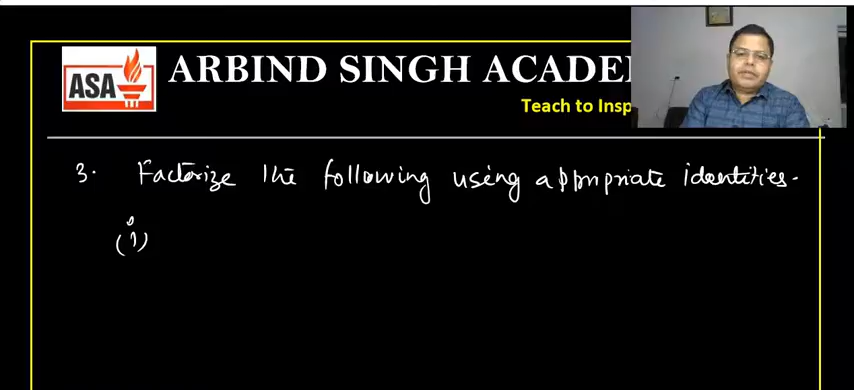 ASA
ARBIND SINGH ACADE
Teach to Insp
3. Factorize the following using appropriate identities.
(i)